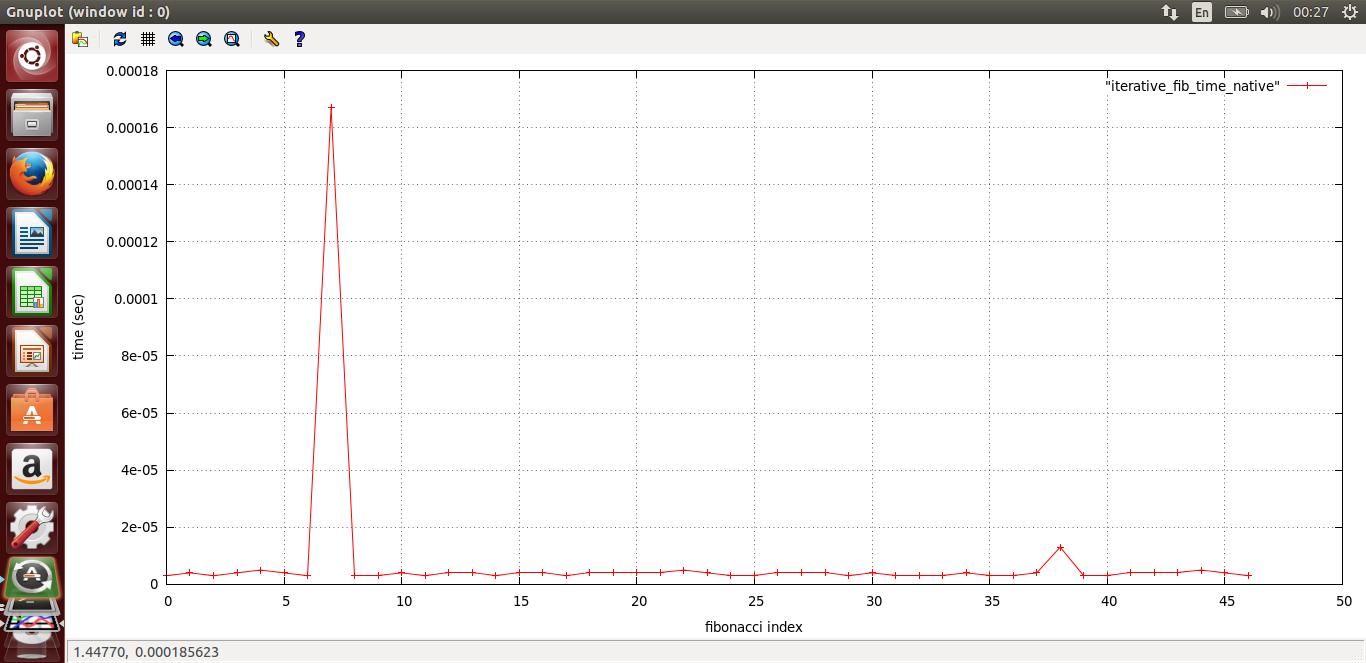 Gnuplot (window id : 0)
En
00:27
?
0.00018
"iterative_fib_time_native"
0.00016
0.00014
0.00012
0.0001
time (sec)
8e-05
6e-05
4e-05
2e-05
0
0 5 10 15 20 25 30 35 40 45 50
fibonacci index
a
1.44770, 0.000185623